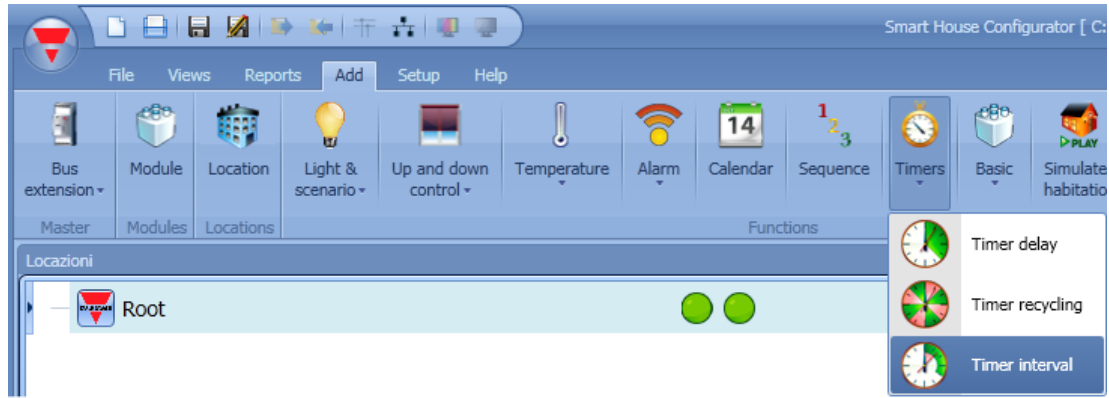 Smart House Configurator [ C:
File Views Reports Add Setup Help
14
1
2
3
PLAY
Bus extension
Module
Location
Light & scenario
Up and down control
Temperature
Alarm
Calendar
Sequence
Timers
Basic
Simulate habitatio
Master
Modules
Locations
Functions
Locazioni
Timer delay
Root
Timer recycling
Timer interval